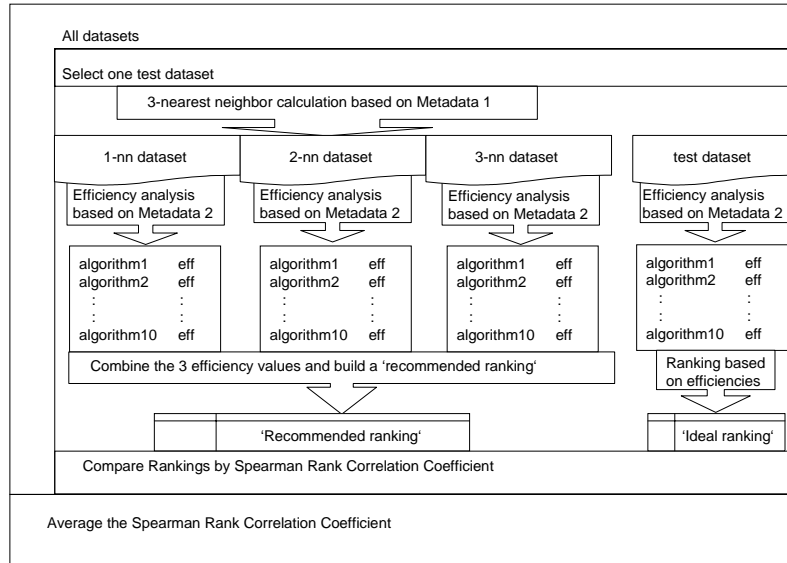 All datasets
Select one test dataset
3-nearest neighbor calculation based on Metadata 1
1-nn dataset 2-nn dataset 3-nn dataset test dataset
Efficiency analysis based on Metadata 2
Efficiency analysis based on Metadata 2
Efficiency analysis based on Metadata 2
Efficiency analysis based on Metadata 2
algorithm1 eff
algorithm2 eff
: :
: :
algorithm10 eff
algorithm1 eff
algorithm2 eff
: :
: :
algorithm10 eff
algorithm1 eff
algorithm2 eff
: :
: :
algorithm10 eff
algorithm1 eff
algorithm2 eff
: :
: :
algorithm10 eff
Combine the 3 efficiency values and build a ‘recommended ranking‘
Ranking based
on efficiencies
‘Recommended ranking‘
‘Ideal ranking‘
Compare Rankings by Spearman Rank Correlation Coefficient
Average the Spearman Rank Correlation Coefficient